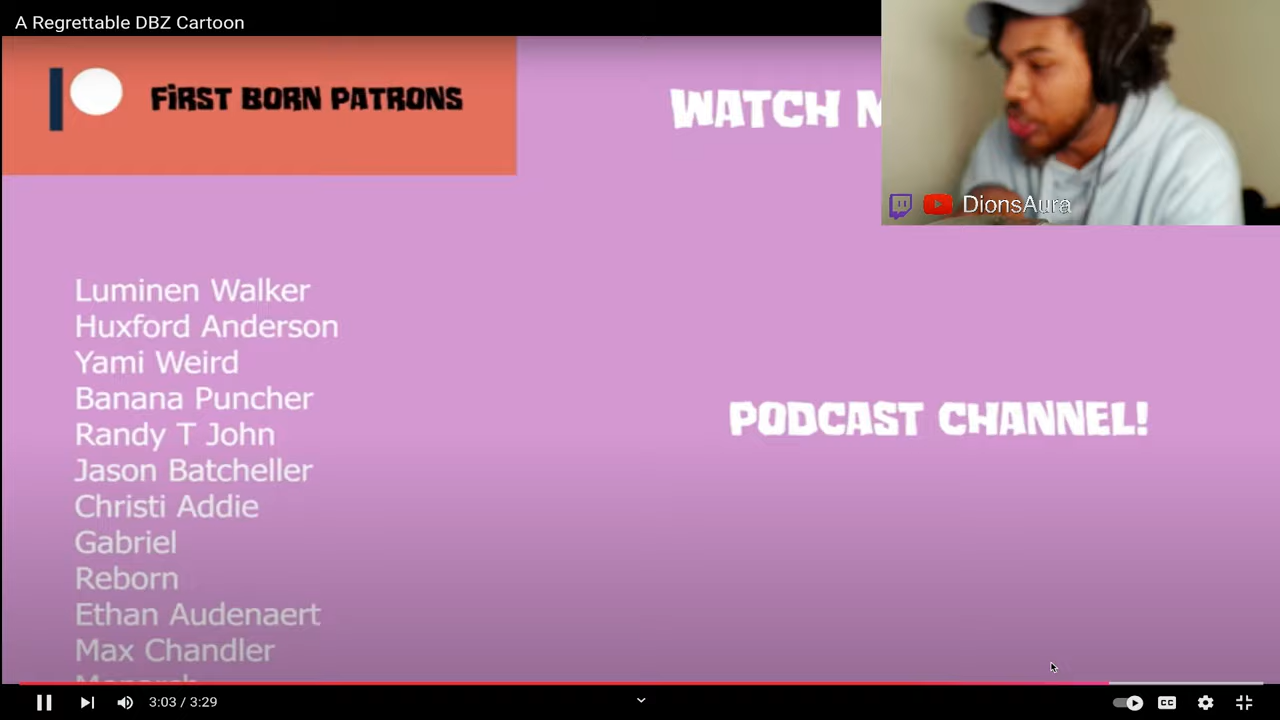 A Regrettable DBZ Cartoon
FiRST BORN PATRONS
WATCH
DionsAura
Luminen Walker
Huxford Anderson
Yami Weird
Banana Puncher
Randy T John
Jason Batcheller
Christi Addie
Gabriel
Reborn
Ethan Audenaert
Max Chandler
PODCAST CHANNEL!
3:03 / 3:29
CC